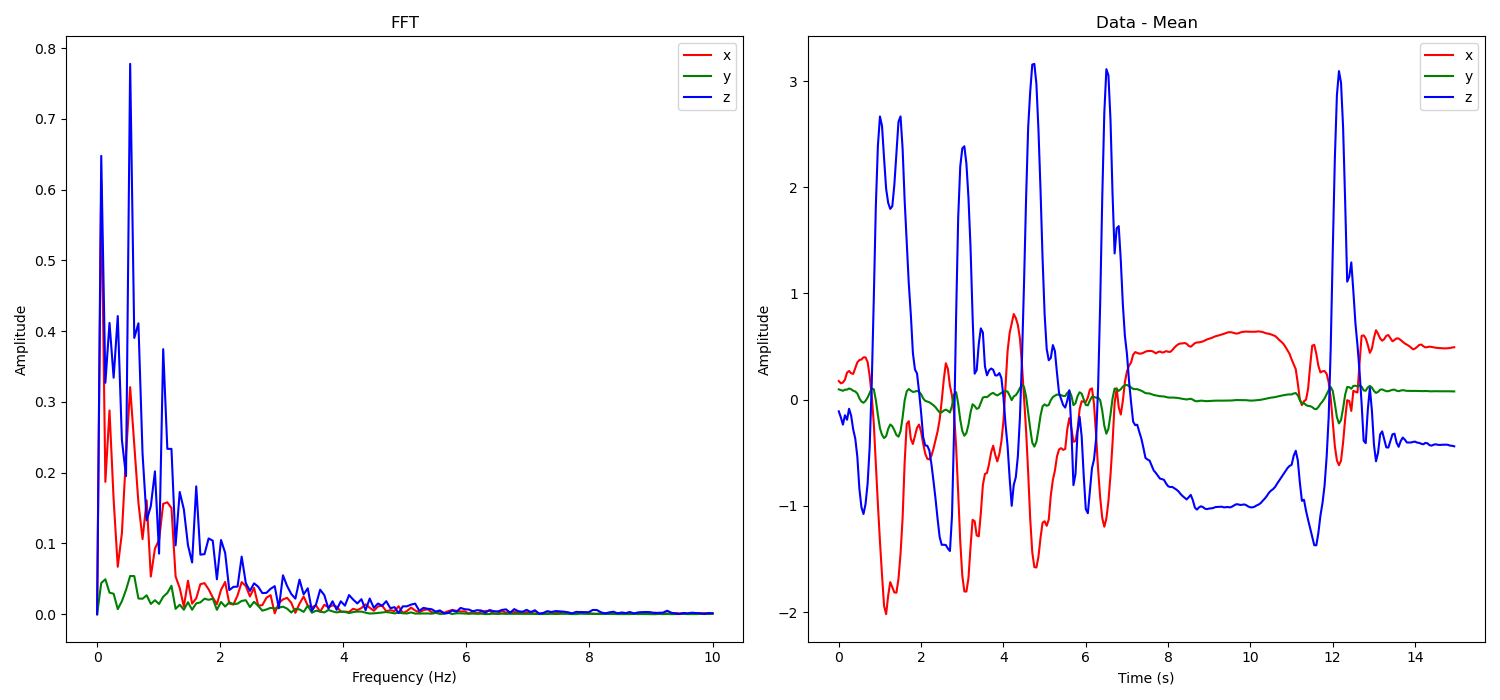 FFT
Amplitude
0.8
0.7
0.6
0.5
0.4
0.3
0.2
0.1
0.0
0 2 4 6 8 10
Frequency (Hz)
x
y
z
Data - Mean
Amplitude
3
2
1
0
−1
−2
0 2 4 6 8 10 12 14
Time (s)
x
y
z